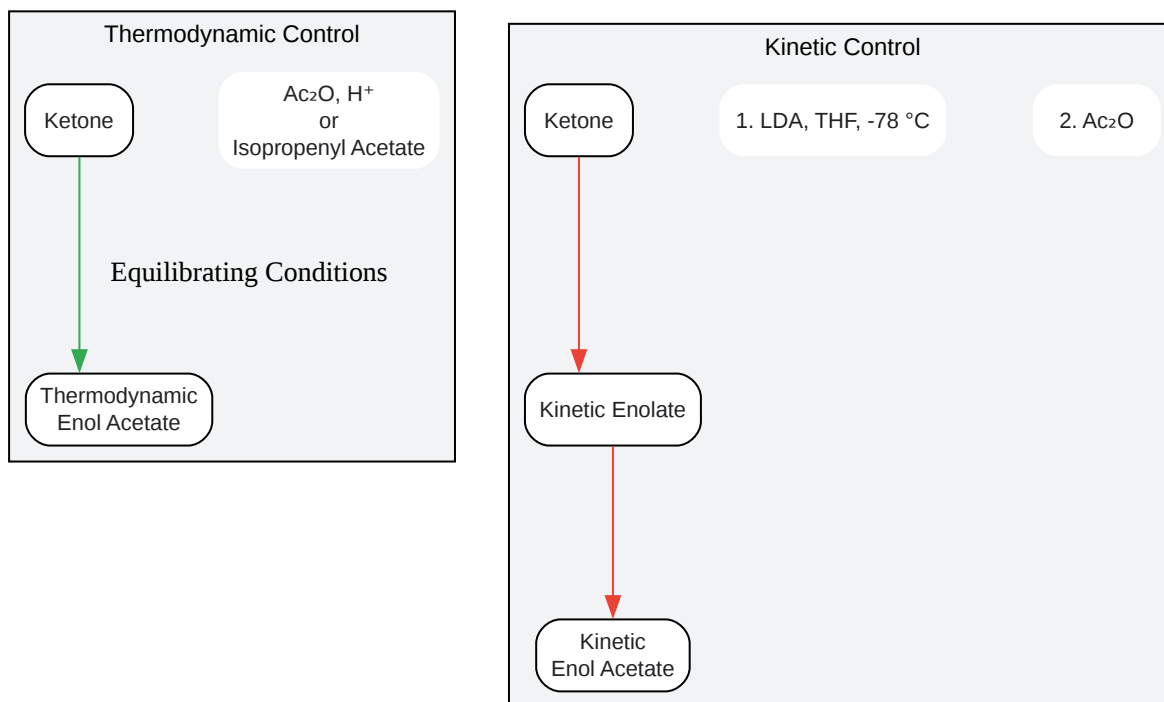 Thermodynamic Control
Ketone
Ac₂O, H⁺
or
Isopropenyl Acetate
Equilibrating Conditions
Thermodynamic
Enol Acetate
Kinetic Control
Ketone
1. LDA, THF, -78 °C
2. Ac₂O
Kinetic Enolate
Kinetic
Enol Acetate